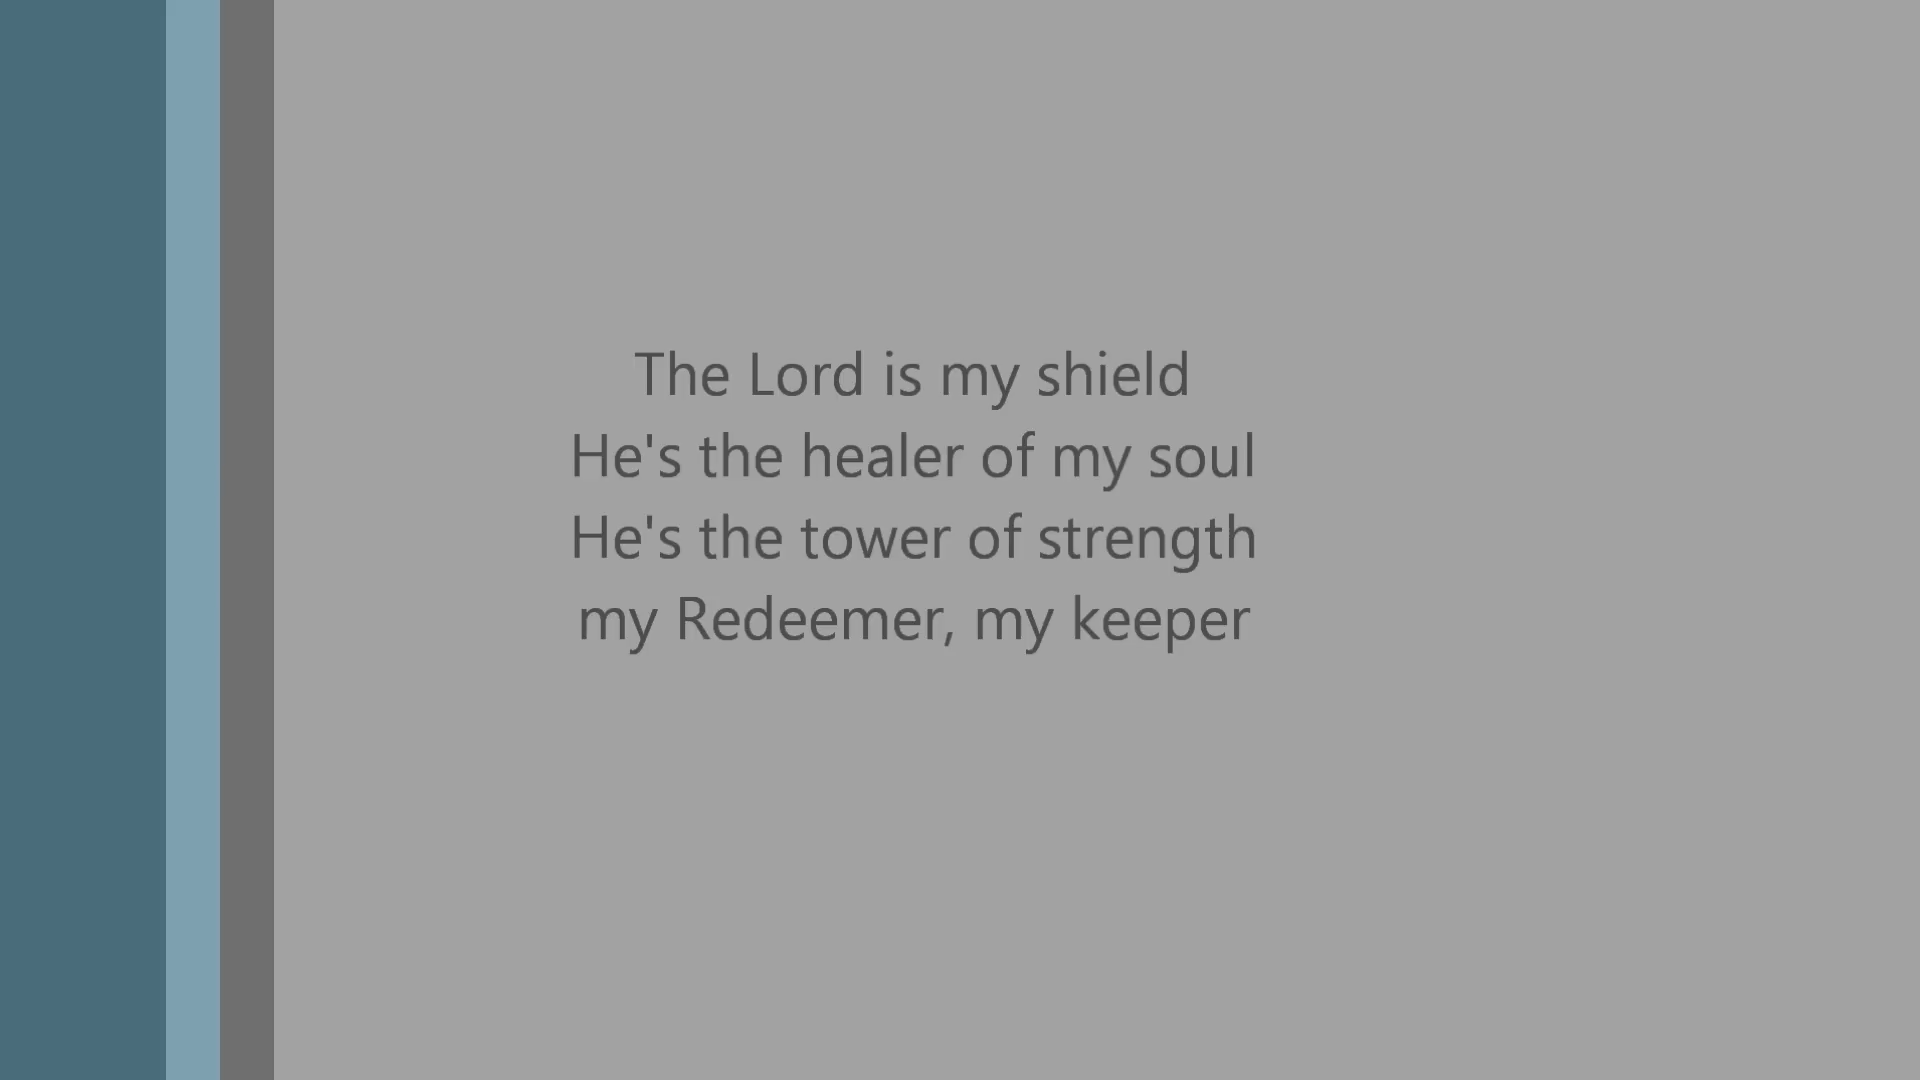 The Lord is my shield
He's the healer of my soul
He's the tower of strength
my Redeemer, my keeper